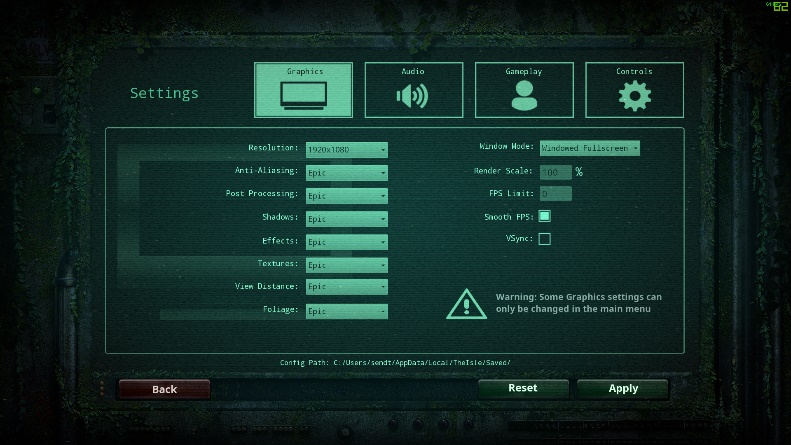 62
Settings
Graphics
Audio
Gameplay
Controls
Resolution: 1920x1080
Anti-Aliasing: Epic
Post Processing: Epic
Shadows: Epic
Effects: Epic
Textures: Epic
View Distance: Epic
Foliage: Epic
Window Mode: Windowed Fullscreen
Render Scale: 100 %
FPS Limit: 0
Smooth FPS:
VSync:
Warning: Some Graphics settings can
only be changed in the main menu
Config Path: C:/Users/sendt/AppData/Local/TheIsle/Saved/
Back
Reset
Apply